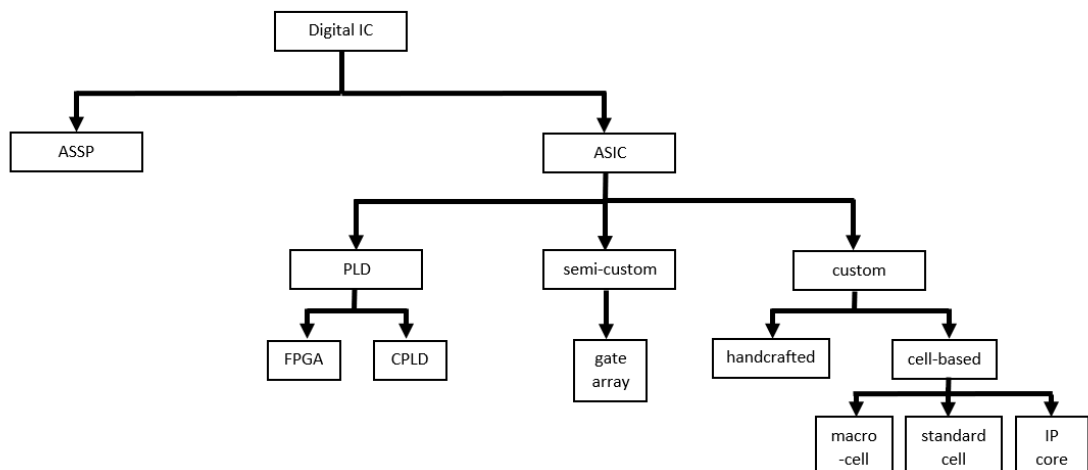 Digital IC
ASSP
ASIC
PLD
semi-custom
custom
FPGA
CPLD
gate
array
handcrafted
cell-based
macro
-cell
standard
cell
IP
core